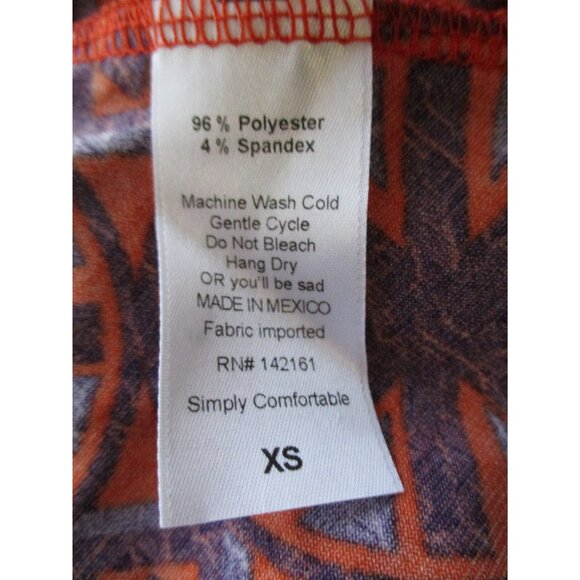 96 % Polyester
4 % Spandex
Machine Wash Cold
Gentle Cycle
Do Not Bleach
Hang Dry
OR you'll be sad
MADE IN MEXICO
Fabric imported
RN# 142161
Simply Comfortable
XS